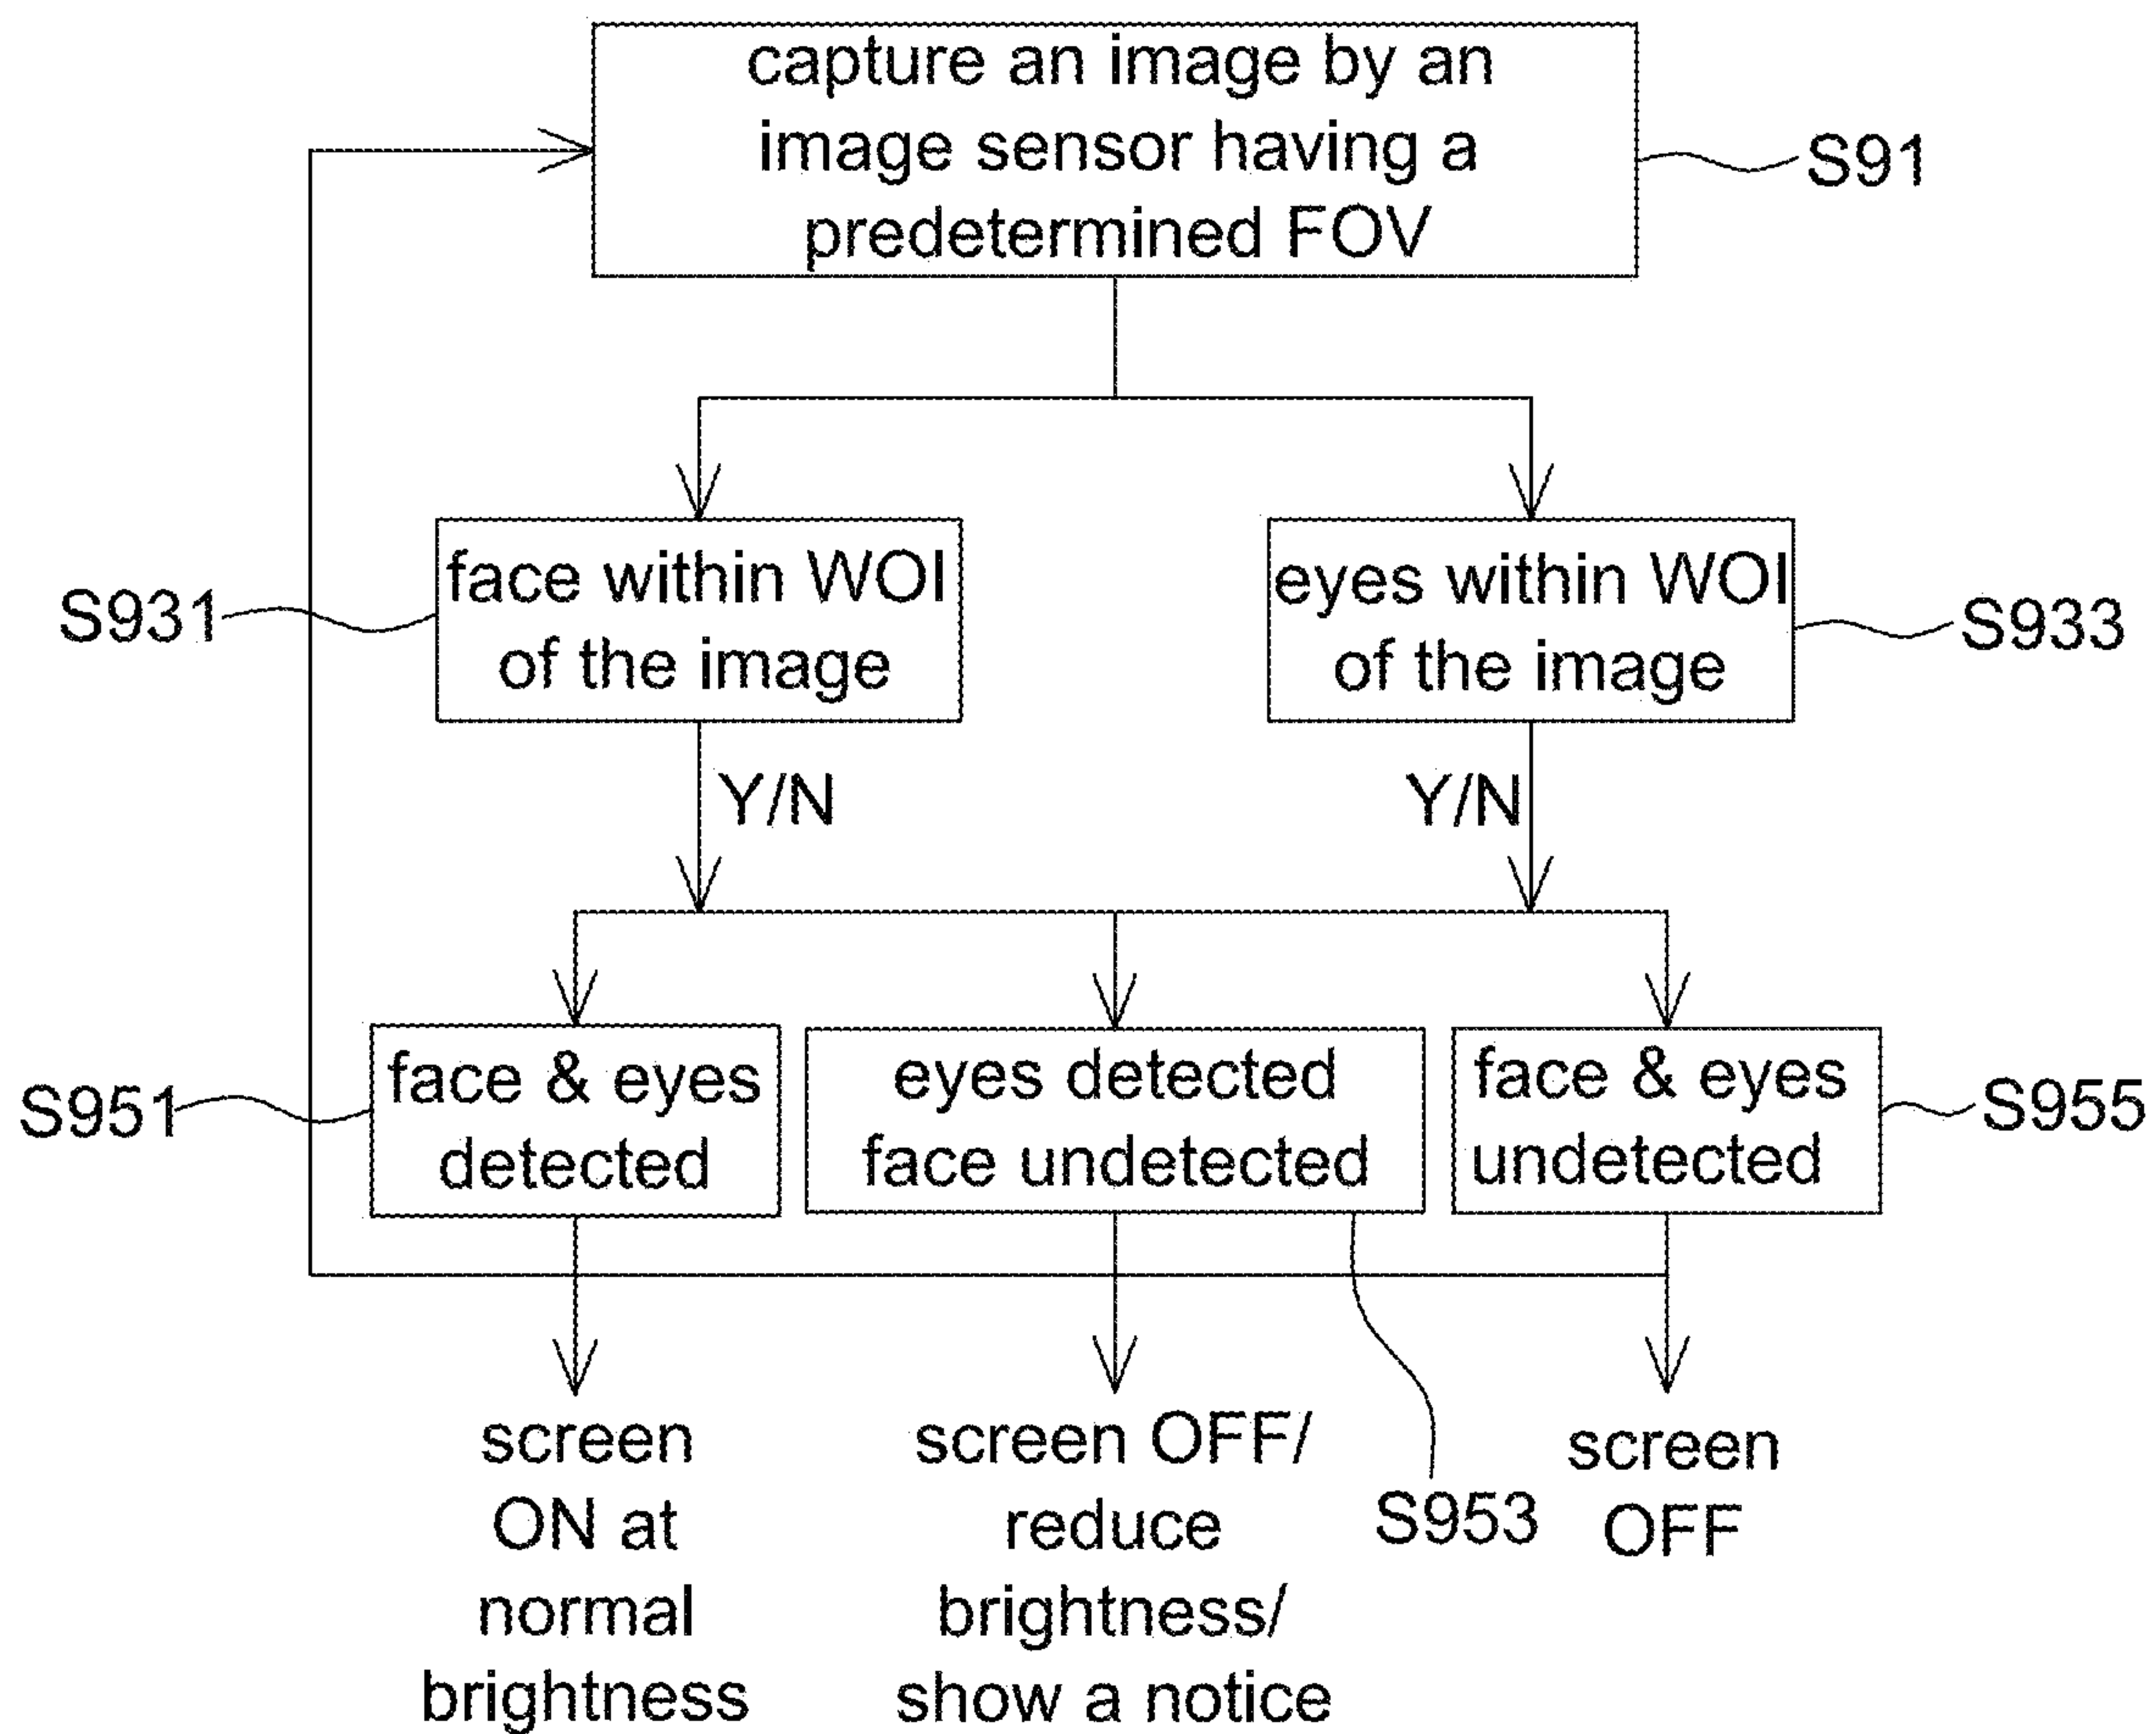 capture an image by an
image sensor having a
predetermined FOV
S91
face within WOI
of the image
S931
eyes within WOI
of the image
S933
Y/N
Y/N
face & eyes
detected
S951
eyes detected
face undetected
S953
face & eyes
undetected
S955
screen
ON at
normal
brightness
screen OFF/
reduce
brightness/
show a notice
screen
OFF